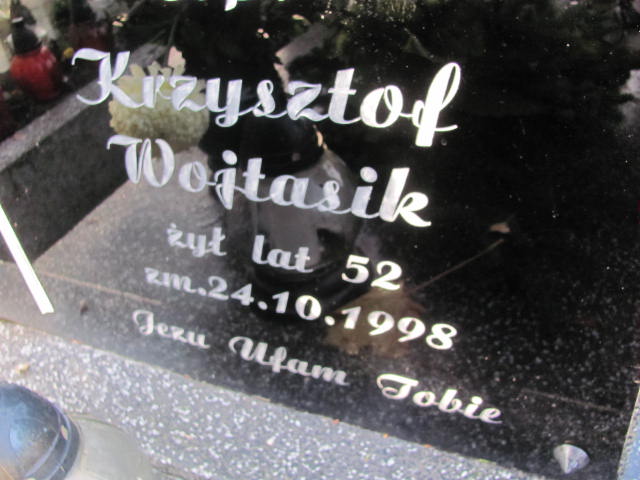 Krzysztof
Wojtasik
żył lat 52
zm.24.10.1998
Jezu Ufam Tobie